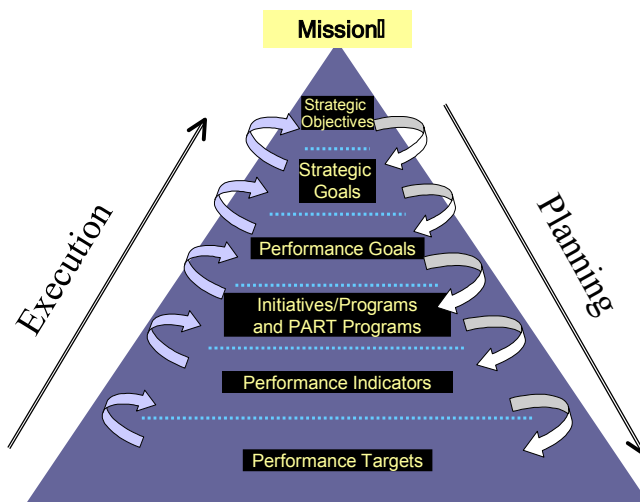 Mission
Strategic
Objectives
Strategic
Goals
Performance Goals
Initiatives/Programs
and PART Programs
Performance Indicators
Performance Targets
Execution
Planning